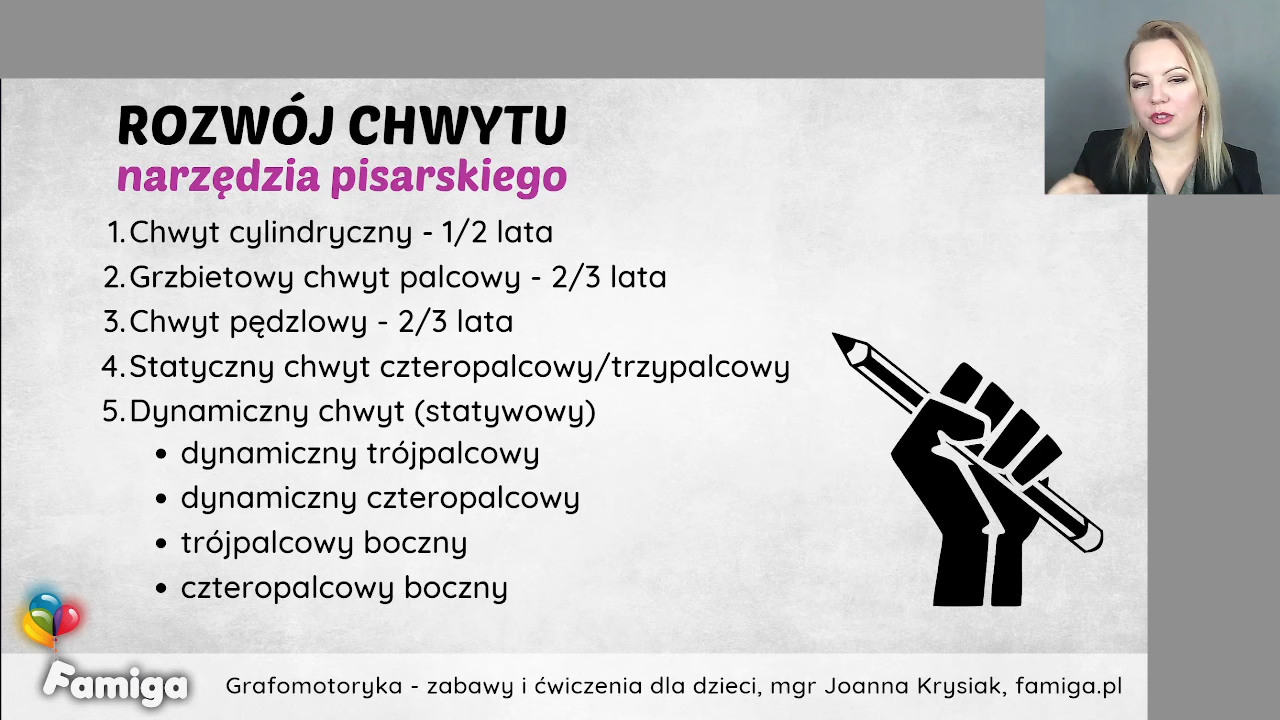 ROZWÓJ CHWYTU
narzędzia pisarskiego
1. Chwyt cylindryczny - 1/2 lata
2. Grzbietowy chwyt palcowy - 2/3 lata
3. Chwyt pędzlowy - 2/3 lata
4. Statyczny chwyt czteropalcowy/trzypalcowy
5. Dynamiczny chwyt (statywowy)
• dynamiczny trójpalcowy
• dynamiczny czteropalcowy
• trójpalcowy boczny
• czteropalcowy boczny
Famiga
Grafomotoryka - zabawy i ćwiczenia dla dzieci, mgr Joanna Krysiak, famiga.pl